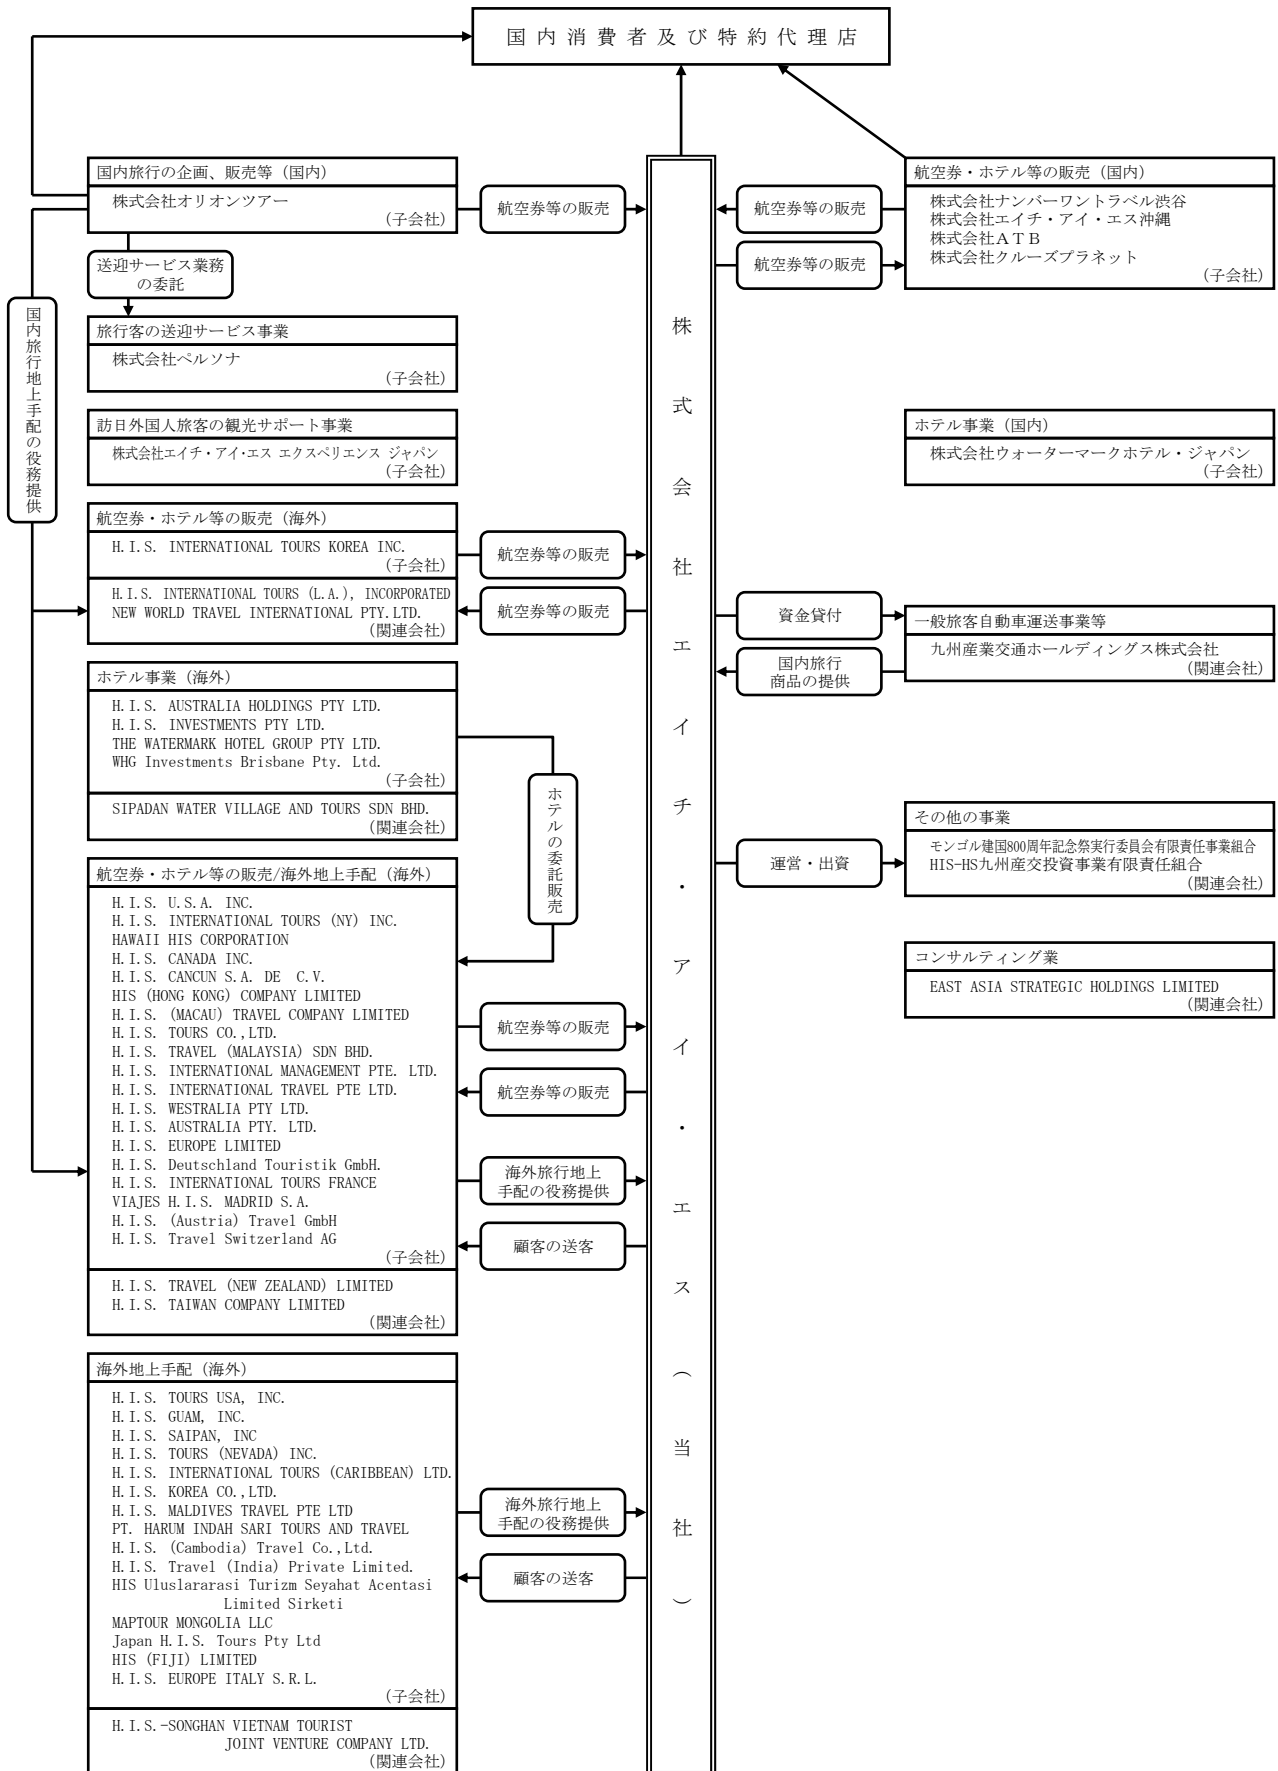 国内消費者及び特約代理店
国内旅行の企画、販売等（国内）
株式会社オリオンツアー
（子会社）
航空券等の販売
送迎サービス業務
の委託
国内旅行地上手配の役務提供
旅行客の送迎サービス事業
株式会社ペルソナ
（子会社）
訪日外国人旅客の観光サポート事業
株式会社エイチ・アイ・エス エクスペリエンス ジャパン
（子会社）
航空券・ホテル等の販売（海外）
H.I.S. INTERNATIONAL TOURS KOREA INC.
（子会社）
H.I.S. INTERNATIONAL TOURS (L.A.), INCORPORATED
NEW WORLD TRAVEL INTERNATIONAL PTY.LTD.
（関連会社）
航空券等の販売
航空券等の販売
ホテル事業（海外）
H.I.S. AUSTRALIA HOLDINGS PTY LTD.
H.I.S. INVESTMENTS PTY LTD.
THE WATERMARK HOTEL GROUP PTY LTD.
WHG Investments Brisbane Pty. Ltd.
（子会社）
SIPADAN WATER VILLAGE AND TOURS SDN BHD.
（関連会社）
ホテルの委託販売
航空券・ホテル等の販売/海外地上手配（海外）
H.I.S. U.S.A. INC.
H.I.S. INTERNATIONAL TOURS (NY) INC.
HAWAII HIS CORPORATION
H.I.S. CANADA INC.
H.I.S. CANCUN S.A. DE C.V.
HIS (HONG KONG) COMPANY LIMITED
H.I.S. (MACAU) TRAVEL COMPANY LIMITED
H.I.S. TOURS CO.,LTD.
H.I.S. TRAVEL (MALAYSIA) SDN BHD.
H.I.S. INTERNATIONAL MANAGEMENT PTE. LTD.
H.I.S. INTERNATIONAL TRAVEL PTE LTD.
H.I.S. WESTRALIA PTY LTD.
H.I.S. AUSTRALIA PTY. LTD.
H.I.S. EUROPE LIMITED
H.I.S. Deutschland Touristik GmbH.
H.I.S. INTERNATIONAL TOURS FRANCE
VIAJES H.I.S. MADRID S.A.
H.I.S. (Austria) Travel GmbH
H.I.S. Travel Switzerland AG
（子会社）
H.I.S. TRAVEL (NEW ZEALAND) LIMITED
H.I.S. TAIWAN COMPANY LIMITED
（関連会社）
航空券等の販売
航空券等の販売
海外旅行地上
手配の役務提供
顧客の送客
海外地上手配（海外）
H.I.S. TOURS USA, INC.
H.I.S. GUAM, INC.
H.I.S. SAIPAN, INC
H.I.S. TOURS (NEVADA) INC.
H.I.S. INTERNATIONAL TOURS (CARIBBEAN) LTD.
H.I.S. KOREA CO.,LTD.
H.I.S. MALDIVES TRAVEL PTE LTD
PT. HARUM INDAH SARI TOURS AND TRAVEL
H.I.S. (Cambodia) Travel Co.,Ltd.
H.I.S. Travel (India) Private Limited.
HIS Uluslararasi Turizm Seyahat Acentasi
Limited Sirketi
MAPTOUR MONGOLIA LLC
Japan H.I.S. Tours Pty Ltd
HIS (FIJI) LIMITED
H.I.S. EUROPE ITALY S.R.L.
（子会社）
H.I.S.-SONGHAN VIETNAM TOURIST
JOINT VENTURE COMPANY LTD.
（関連会社）
海外旅行地上
手配の役務提供
顧客の送客
株式会社エイチ・アイ・エス（当社）
航空券・ホテル等の販売（国内）
株式会社ナンバーワントラベル渋谷
株式会社エイチ・アイ・エス沖縄
株式会社ＡＴＢ
株式会社クルーズプラネット
（子会社）
航空券等の販売
航空券等の販売
ホテル事業（国内）
株式会社ウォーターマークホテル・ジャパン
（子会社）
資金貸付
国内旅行
商品の提供
一般旅客自動車運送事業等
九州産業交通ホールディングス株式会社
（関連会社）
運営・出資
その他の事業
モンゴル建国800周年記念祭実行委員会有限責任事業組合
HIS-HS九州産交投資事業有限責任組合
（関連会社）
コンサルティング業
EAST ASIA STRATEGIC HOLDINGS LIMITED
（関連会社）